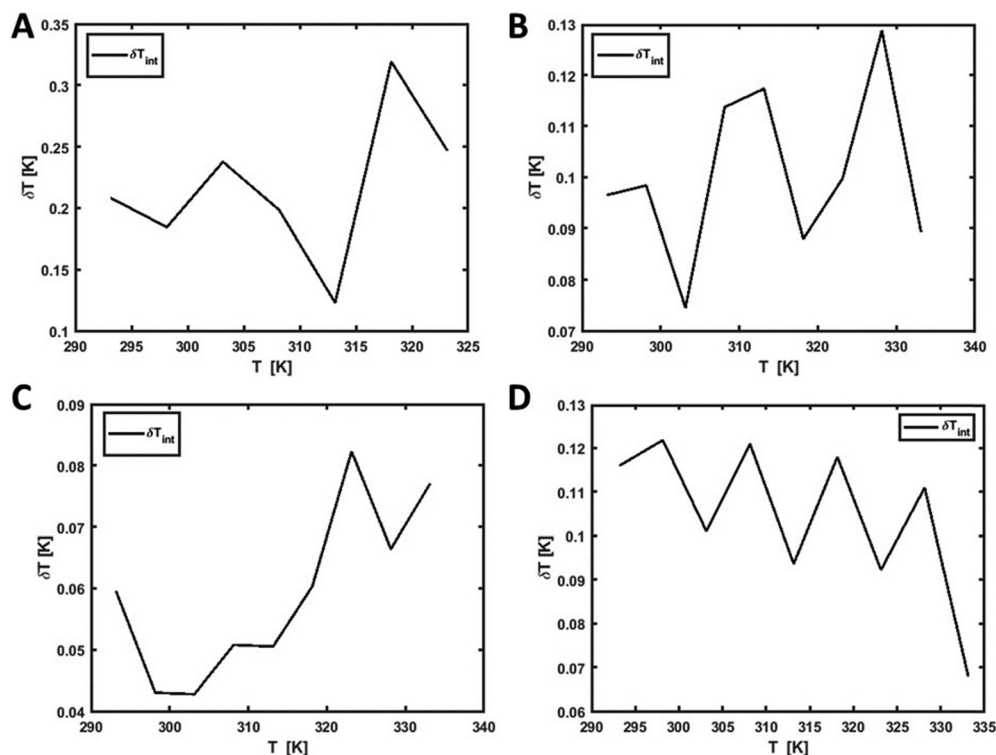 A
0.35
0.3
0.25
0.2
0.15
0.1
δT [K]
δT_int
290 295 300 305 310 315 320 325
T [K]
B
0.13
0.12
0.11
0.1
0.09
0.08
0.07
δT [K]
δT_int
290 300 310 320 330 340
T [K]
C
0.09
0.08
0.07
0.06
0.05
0.04
δT [K]
δT_int
290 300 310 320 330 340
T [K]
D
0.13
0.12
0.11
0.1
0.09
0.08
0.07
0.06
δT [K]
δT_int
290 295 300 305 310 315 320 325 330 335
T [K]